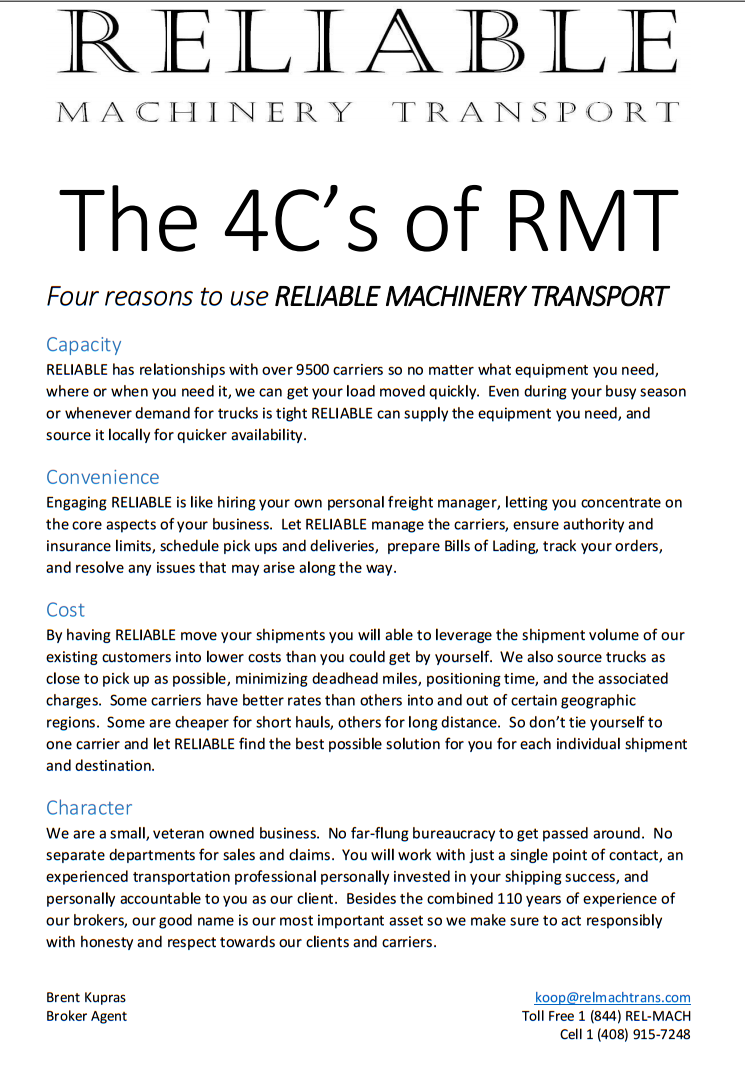 RELIABLE
MACHINERY TRANSPORT
The 4C’s of RMT
Four reasons to use RELIABLE MACHINERY TRANSPORT
Capacity
RELIABLE has relationships with over 9500 carriers so no matter what equipment you need,
where or when you need it, we can get your load moved quickly.  Even during your busy season
or whenever demand for trucks is tight RELIABLE can supply the equipment you need, and
source it locally for quicker availability.
Convenience
Engaging RELIABLE is like hiring your own personal freight manager, letting you concentrate on
the core aspects of your business.  Let RELIABLE manage the carriers, ensure authority and
insurance limits, schedule pick ups and deliveries,  prepare Bills of Lading, track your orders,
and resolve any issues that may arise along the way.
Cost
By having RELIABLE move your shipments you will able to leverage the shipment volume of our
existing customers into lower costs than you could get by yourself.  We also source trucks as
close to pick up as possible, minimizing deadhead miles, positioning time, and the associated
charges.  Some carriers have better rates than others into and out of certain geographic
regions.  Some are cheaper for short hauls, others for long distance.  So don’t tie yourself to
one carrier and let RELIABLE find the best possible solution for you for each individual shipment
and destination.
Character
We are a small, veteran owned business.  No far-flung bureaucracy to get passed around.  No
separate departments for sales and claims.  You will work with just a single point of contact, an
experienced transportation professional personally invested in your shipping success, and
personally accountable to you as our client.  Besides the combined 110 years of experience of
our brokers, our good name is our most important asset so we make sure to act responsibly
with honesty and respect towards our clients and carriers.
Brent Kupras koop@relmachtrans.com
Broker Agent Toll Free 1 (844) REL-MACH
Cell 1 (408) 915-7248